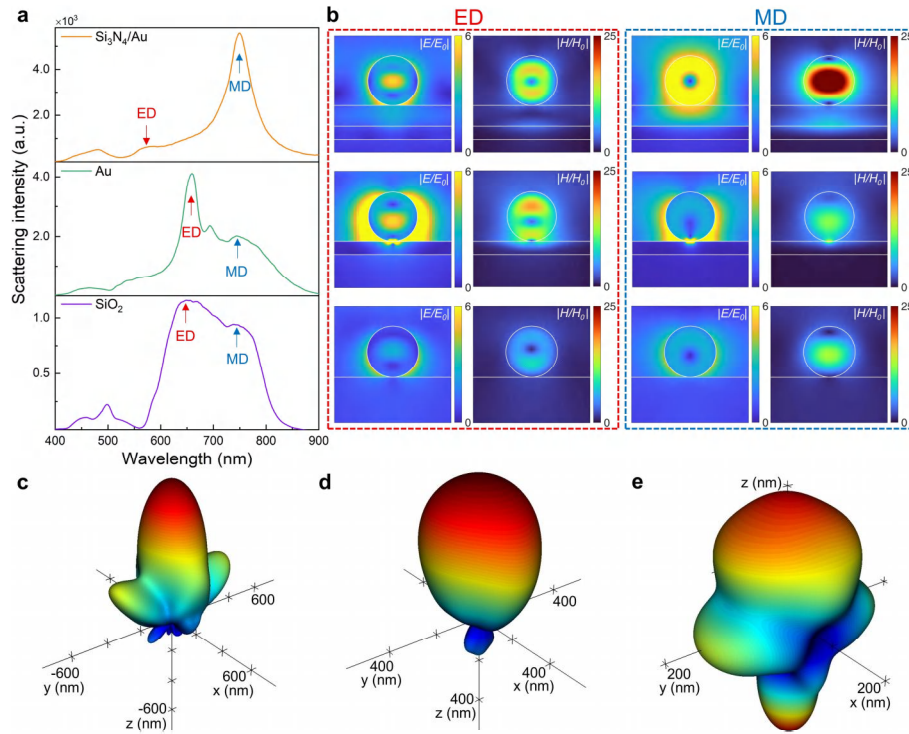 a
×10³
Si₃N₄/Au
4.0
2.0
ED
MD
Au
4.0
2.0
ED
MD
SiO₂
1.0
0.5
ED
MD
400 500 600 700 800 900
Wavelength (nm)
Scattering intensity (a.u.)
b
ED
MD
|E/E₀| 6 0 |H/H₀| 25 0 |E/E₀| 6 0 |H/H₀| 25 0
|E/E₀| 6 0 |H/H₀| 25 0 |E/E₀| 6 0 |H/H₀| 25 0
|E/E₀| 6 0 |H/H₀| 25 0 |E/E₀| 6 0 |H/H₀| 25 0
c
600
-600
y (nm)
600
x (nm)
-600
z (nm)
d
400
400
y (nm)
400
x (nm)
400
z (nm)
e
z (nm)
200
y (nm)
200
x (nm)